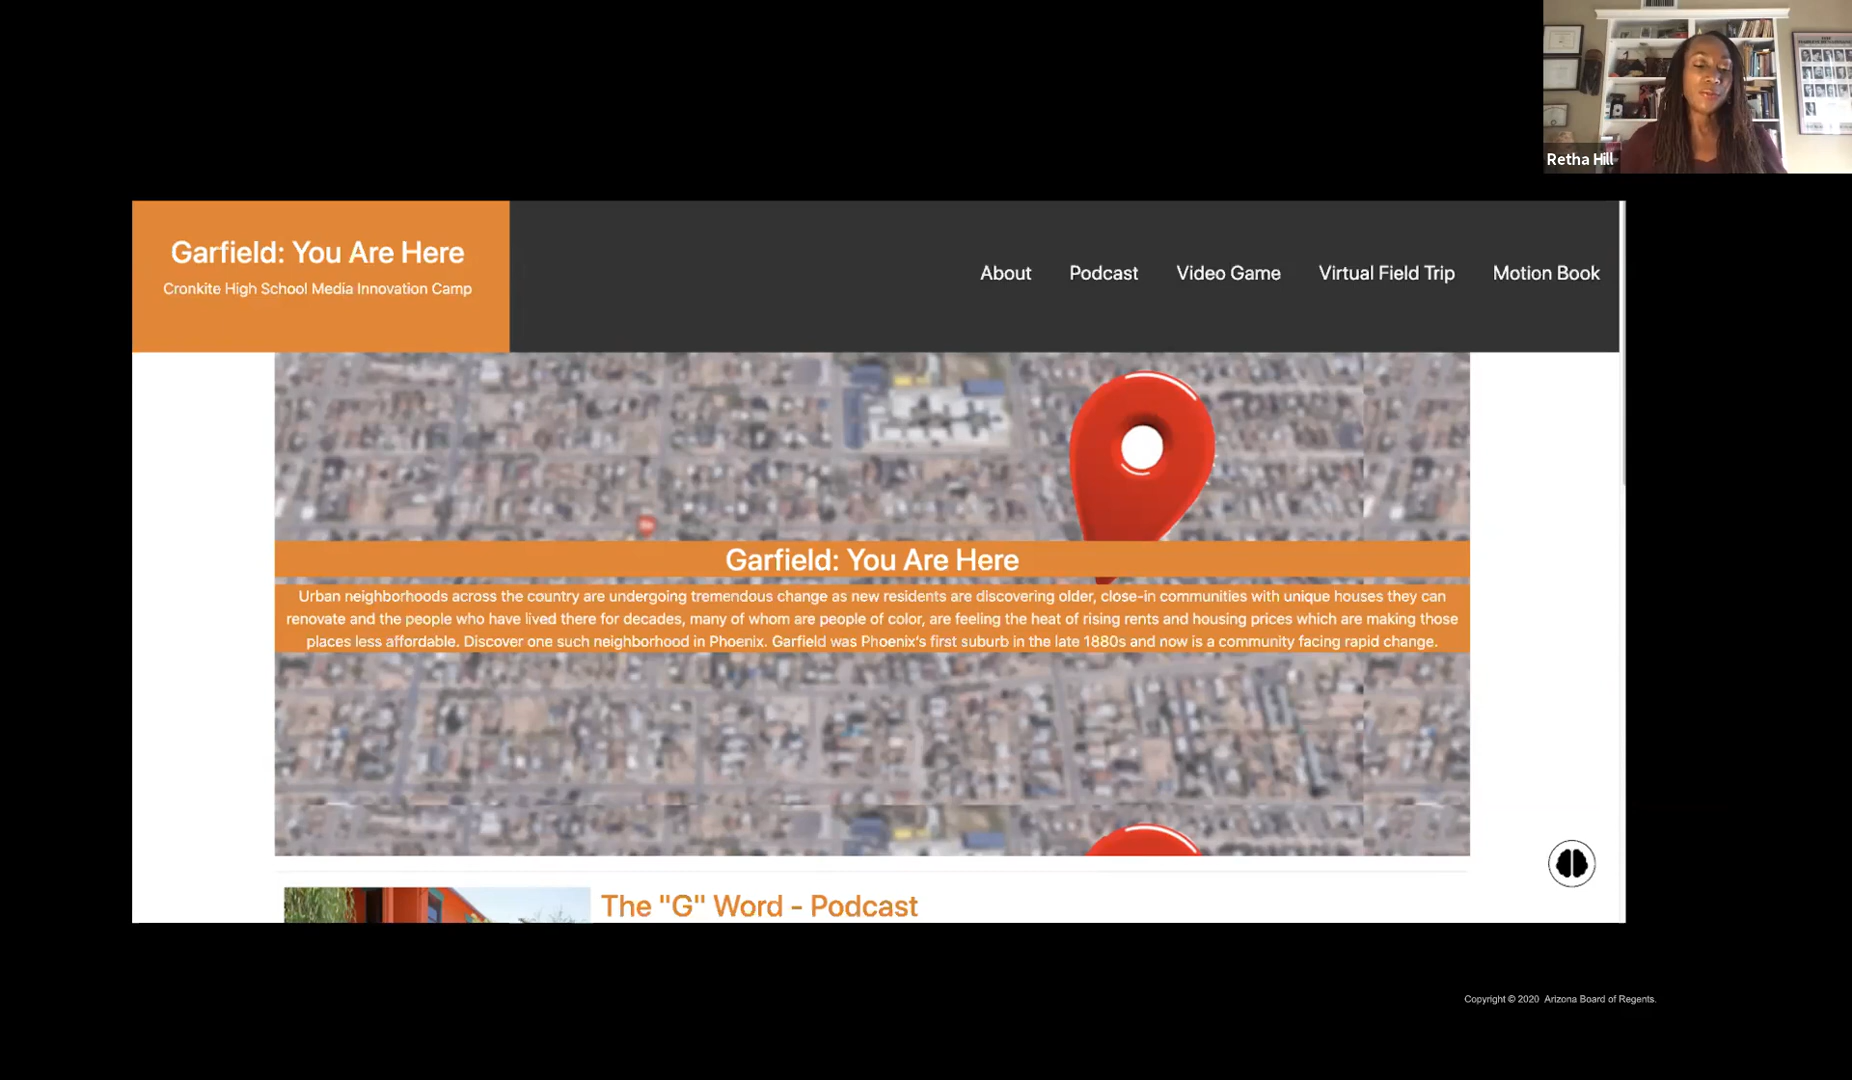 Retha Hill
Garfield: You Are Here
Cronkite High School Media Innovation Camp
About
Podcast
Video Game
Virtual Field Trip
Motion Book
Garfield: You Are Here
Urban neighborhoods across the country are undergoing tremendous change as new residents are discovering older, close-in communities with unique houses they can
renovate and the people who have lived there for decades, many of whom are people of color, are feeling the heat of rising rents and housing prices which are making those
places less affordable. Discover one such neighborhood in Phoenix. Garfield was Phoenix's first suburb in the late 1880s and now is a community facing rapid change.
The "G" Word - Podcast
Copyright © 2020 Arizona Board of Regents.